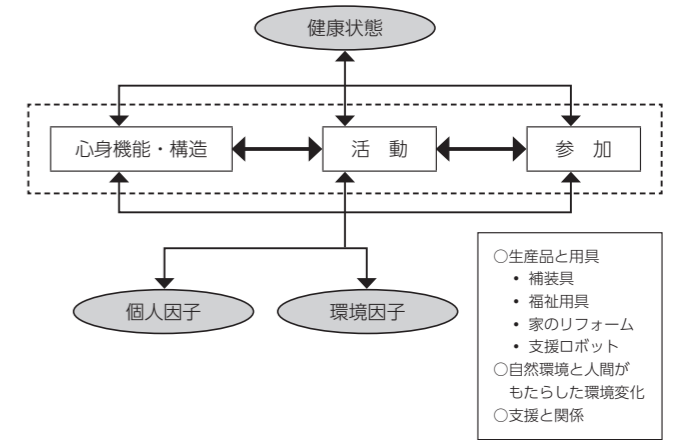 健康状態
心身機能・構造
活　動
参　加
個人因子
環境因子
○生産品と用具
• 補装具
• 福祉用具
• 家のリフォーム
• 支援ロボット
○自然環境と人間が
もたらした環境変化
○支援と関係